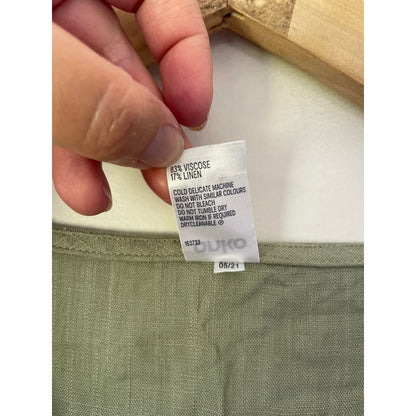 83% VISCOSE
17% LINEN
COLD DELICATE MACHINE
WASH WITH SIMILAR COLOURS
DO NOT BLEACH
DO NOT TUMBLE DRY
WARM IRON IF REQUIRED
DRYCLEANABLE Ⓟ
153733
05/21